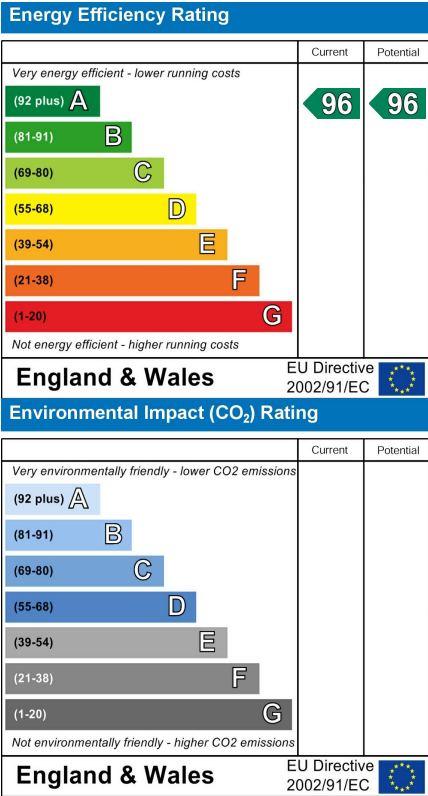 Energy Efficiency Rating
Current Potential
Very energy efficient - lower running costs
(92 plus) A
96 96
(81-91) B
(69-80) C
(55-68) D
(39-54) E
(21-38) F
(1-20) G
Not energy efficient - higher running costs
England & Wales
EU Directive
2002/91/EC
Environmental Impact (CO₂) Rating
Current Potential
Very environmentally friendly - lower CO2 emissions
(92 plus) A
(81-91) B
(69-80) C
(55-68) D
(39-54) E
(21-38) F
(1-20) G
Not environmentally friendly - higher CO2 emissions
England & Wales
EU Directive
2002/91/EC